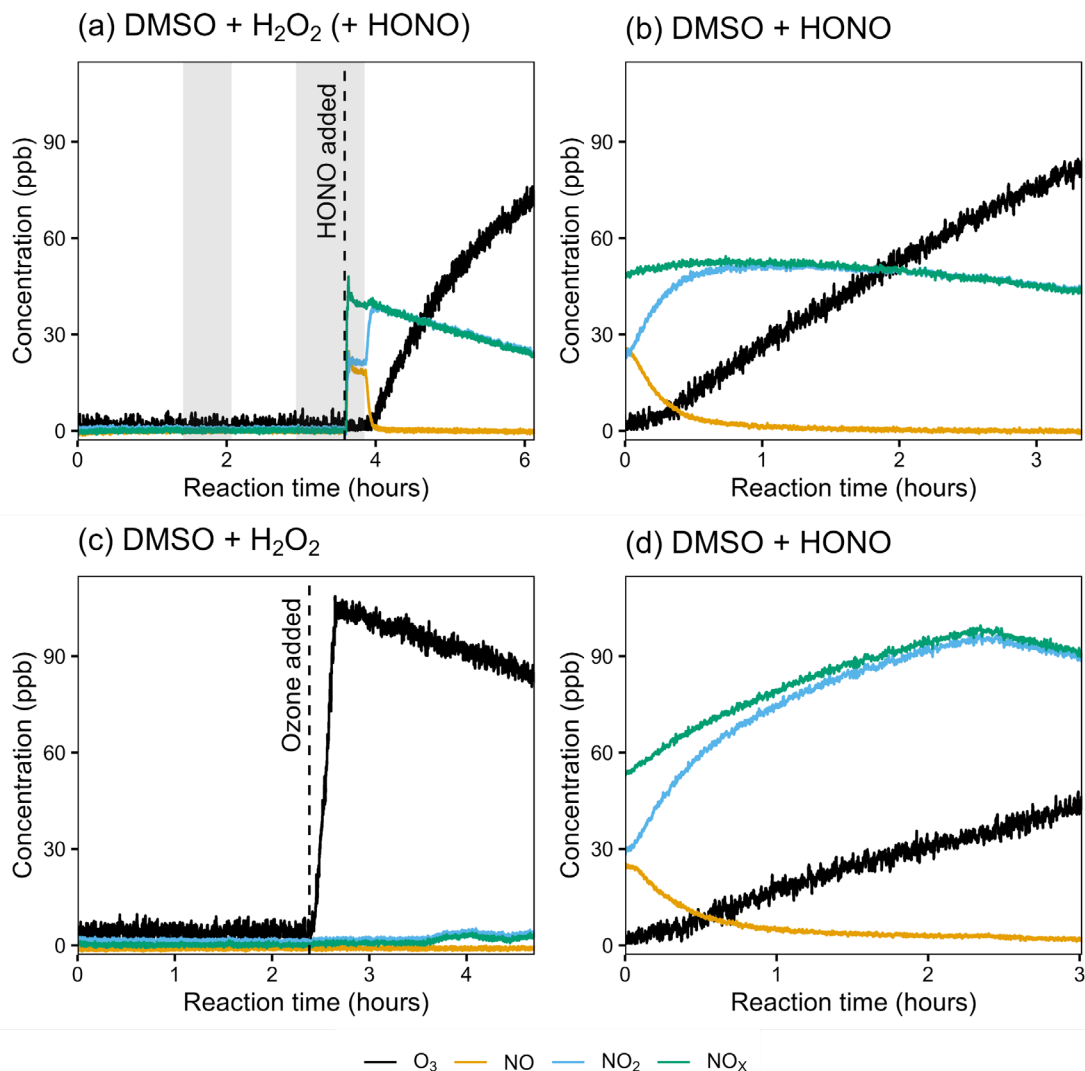 (a) DMSO + H₂O₂ (+ HONO)
Concentration (ppb)
90
60
30
0
HONO added
0 2 4 6
Reaction time (hours)
(b) DMSO + HONO
Concentration (ppb)
90
60
30
0
0 1 2 3
Reaction time (hours)
(c) DMSO + H₂O₂
Concentration (ppb)
90
60
30
0
Ozone added
0 1 2 3 4
Reaction time (hours)
(d) DMSO + HONO
Concentration (ppb)
90
60
30
0
0 1 2 3
Reaction time (hours)
O₃ NO NO₂ NOₓ